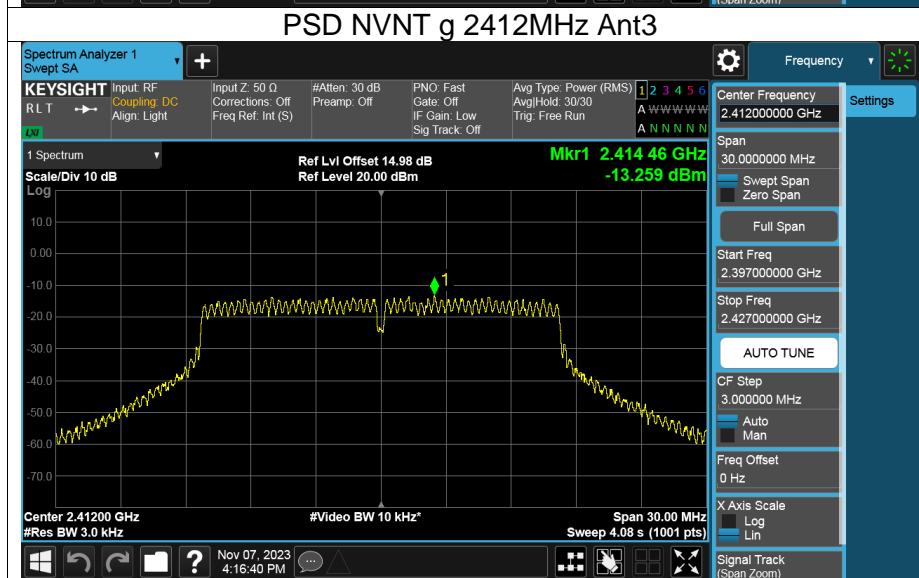 (Span Zoom)
PSD NVNT g 2412MHz Ant3
Spectrum Analyzer 1
Swept SA
+
Frequency
KEYSIGHT
R L T
LXI
Input: RF
Coupling: DC
Align: Light
Input Z: 50 Ω
Corrections: Off
Freq Ref: Int (S)
#Atten: 30 dB
Preamp: Off
PNO: Fast
Gate: Off
IF Gain: Low
Sig Track: Off
Avg Type: Power (RMS)
Avg|Hold: 30/30
Trig: Free Run
1 2 3 4 5 6
A W W W W W
A N N N N N
1 Spectrum
Scale/Div 10 dB
Ref Lvl Offset 14.98 dB
Ref Level 20.00 dBm
Mkr1 2.414 46 GHz
-13.259 dBm
Log
10.0
0.00
-10.0
-20.0
-30.0
-40.0
-50.0
-60.0
-70.0
1
Center 2.41200 GHz
#Res BW 3.0 kHz
#Video BW 10 kHz*
Span 30.00 MHz
Sweep 4.08 s (1001 pts)
Center Frequency
2.412000000 GHz
Settings
Span
30.0000000 MHz
Swept Span
Zero Span
Full Span
Start Freq
2.397000000 GHz
Stop Freq
2.427000000 GHz
AUTO TUNE
CF Step
3.000000 MHz
Auto
Man
Freq Offset
0 Hz
X Axis Scale
Log
Lin
Signal Track
(Span Zoom)
?
Nov 07, 2023
4:16:40 PM